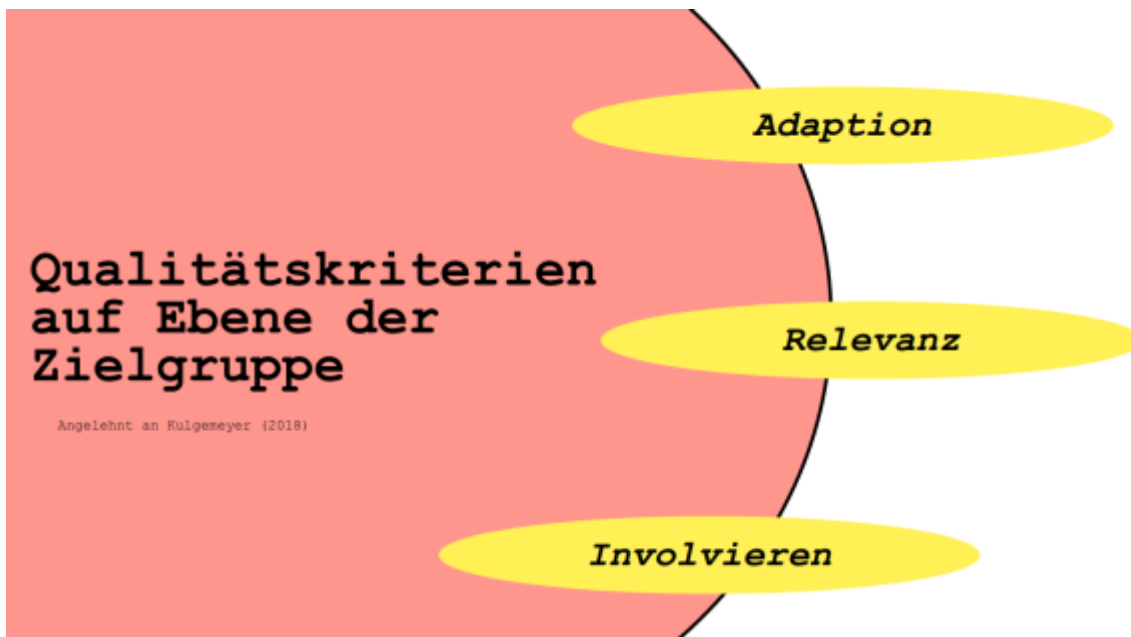 Qualitätskriterien
auf Ebene der
Zielgruppe
Angelehnt an Kulgemeyer (2018)
Adaption
Relevanz
Involvieren